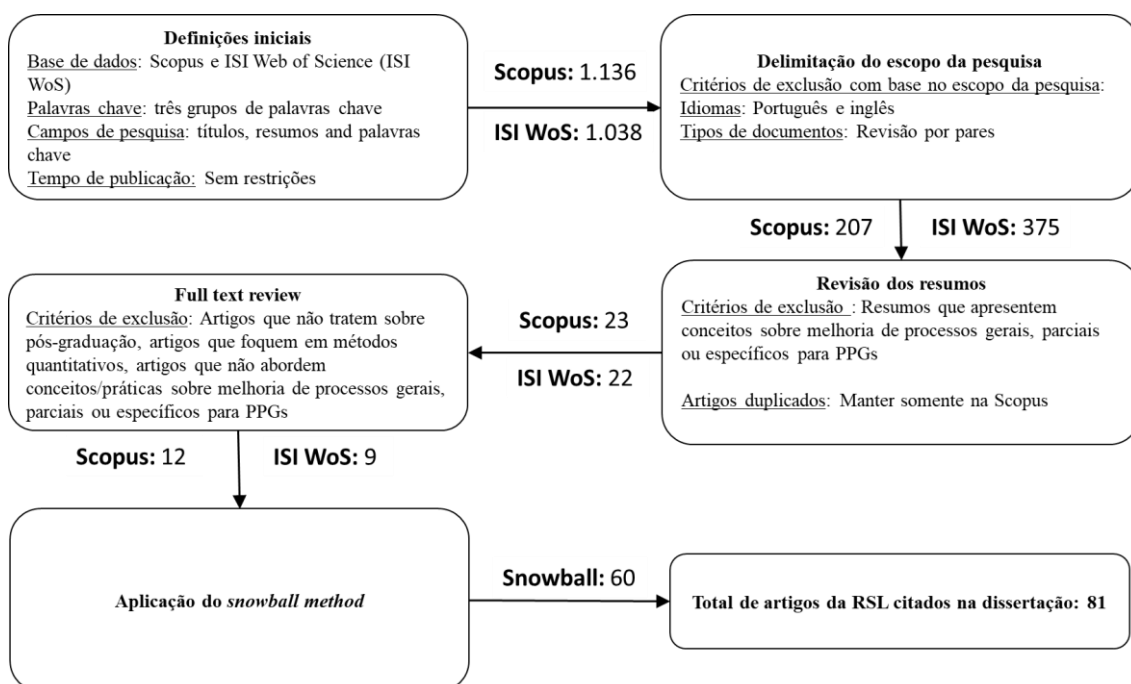 Definições iniciais
Base de dados: Scopus e ISI Web of Science (ISI
WoS)
Palavras chave: três grupos de palavras chave
Campos de pesquisa: títulos, resumos and palavras
chave
Tempo de publicação: Sem restrições
Scopus: 1.136
ISI WoS: 1.038
Delimitação do escopo da pesquisa
Critérios de exclusão com base no escopo da pesquisa:
Idiomas: Português e inglês
Tipos de documentos: Revisão por pares
Scopus: 207 ISI WoS: 375
Revisão dos resumos
Critérios de exclusão : Resumos que apresentem
conceitos sobre melhoria de processos gerais, parciais
ou específicos para PPGs
Artigos duplicados: Manter somente na Scopus
Scopus: 23
ISI WoS: 22
Full text review
Critérios de exclusão: Artigos que não tratem sobre
pós-graduação, artigos que foquem em métodos
quantitativos, artigos que não abordem
conceitos/práticas sobre melhoria de processos gerais,
parciais ou específicos para PPGs
Scopus: 12 ISI WoS: 9
Aplicação do snowball method
Snowball: 60
Total de artigos da RSL citados na dissertação: 81